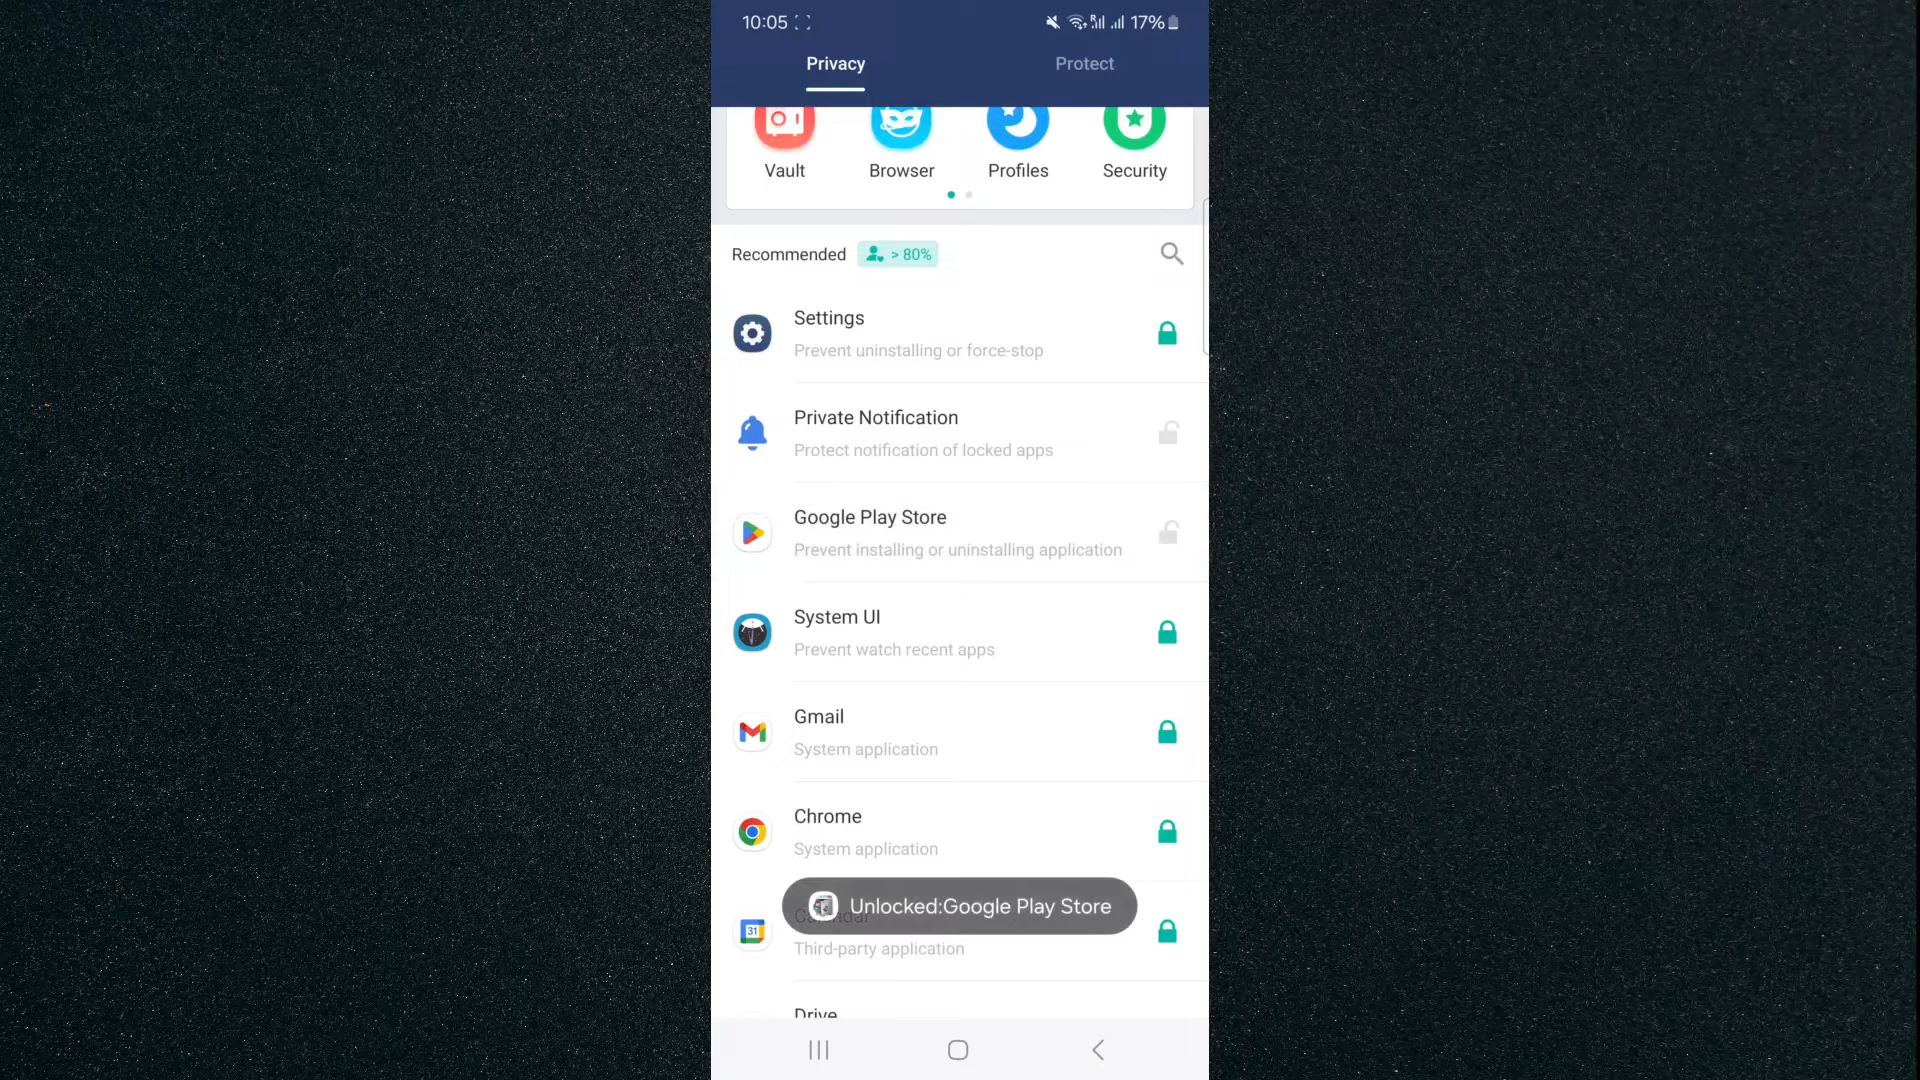 10:05
17%
Privacy
Protect
Vault
Browser
Profiles
Security
Recommended
> 80%
Settings
Prevent uninstalling or force-stop
Private Notification
Protect notification of locked apps
Google Play Store
Prevent installing or uninstalling application
System UI
Prevent watch recent apps
Gmail
System application
Chrome
System application
Calendar
Unlocked:Google Play Store
31
Third-party application
Drive